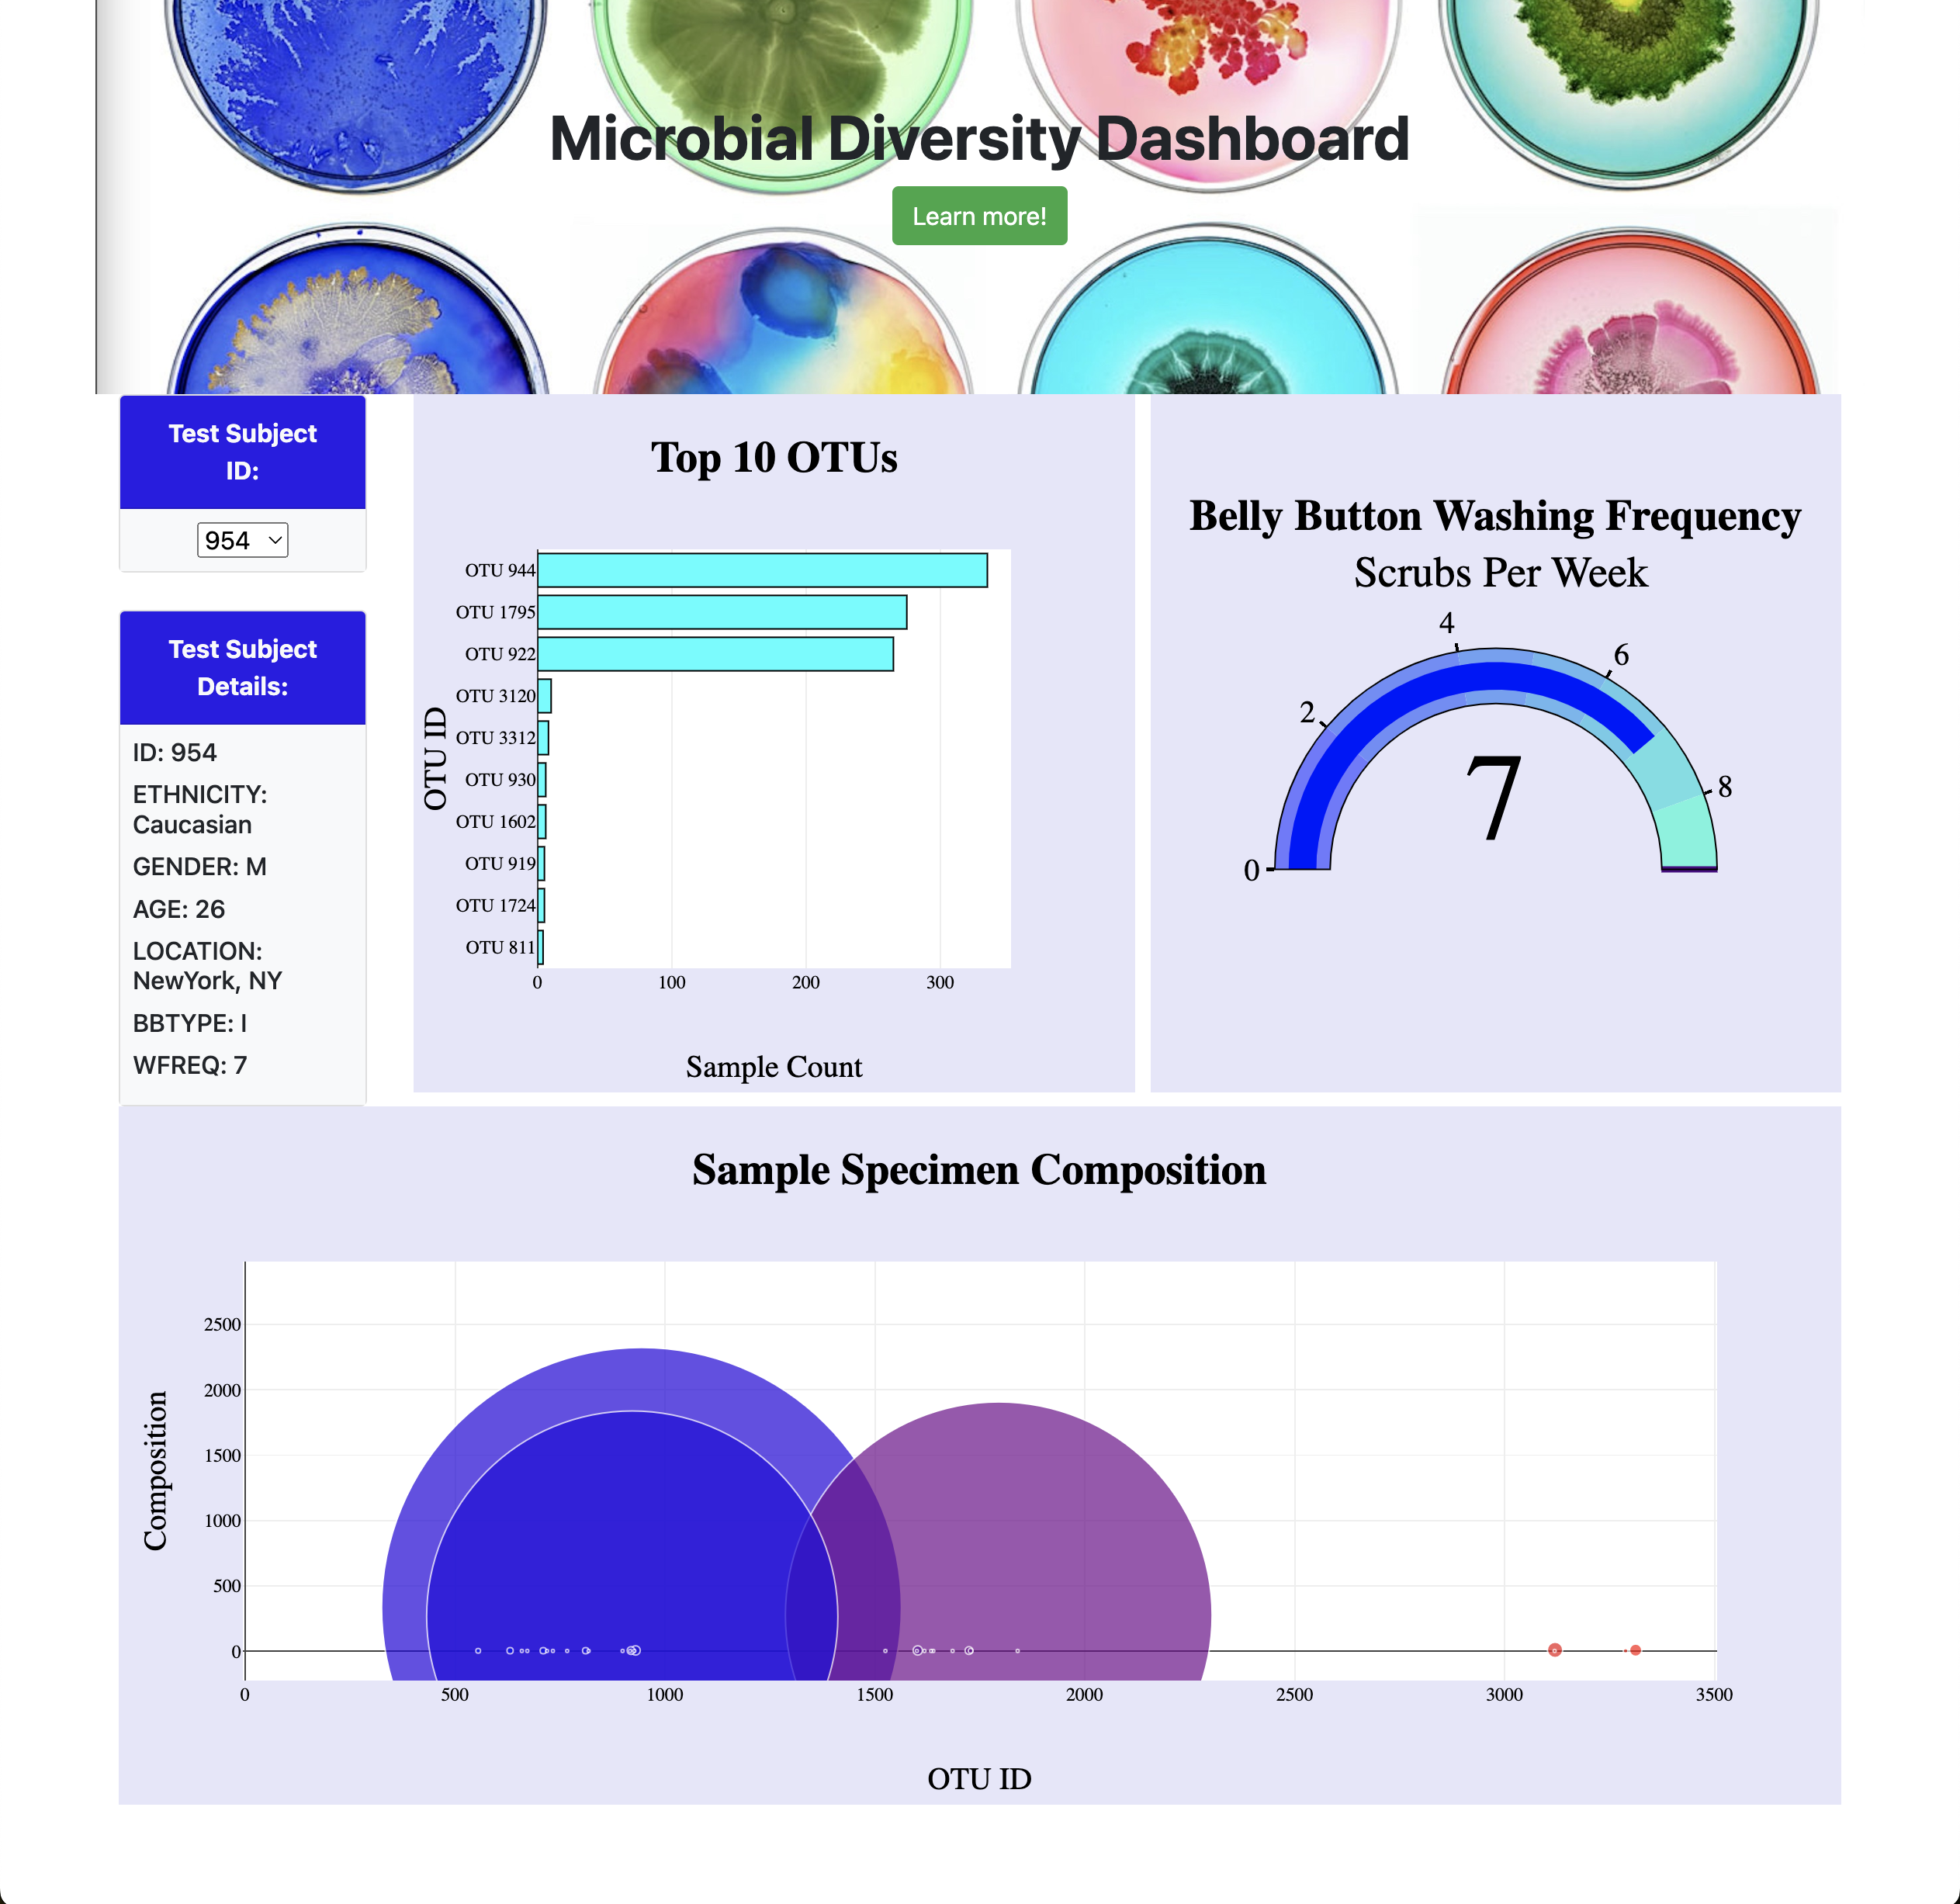 Microbial Diversity Dashboard
Learn more!
Test Subject
ID:
954
Test Subject
Details:
ID: 954
ETHNICITY:
Caucasian
GENDER: M
AGE: 26
LOCATION:
NewYork, NY
BBTYPE: I
WFREQ: 7
Top 10 OTUs
OTU ID
OTU 944
OTU 1795
OTU 922
OTU 3120
OTU 3312
OTU 930
OTU 1602
OTU 919
OTU 1724
OTU 811
0 100 200 300
Sample Count
Belly Button Washing Frequency
Scrubs Per Week
0
2
4
6
8
7
Sample Specimen Composition
Composition
2500
2000
1500
1000
500
0
0 500 1000 1500 2000 2500 3000 3500
OTU ID